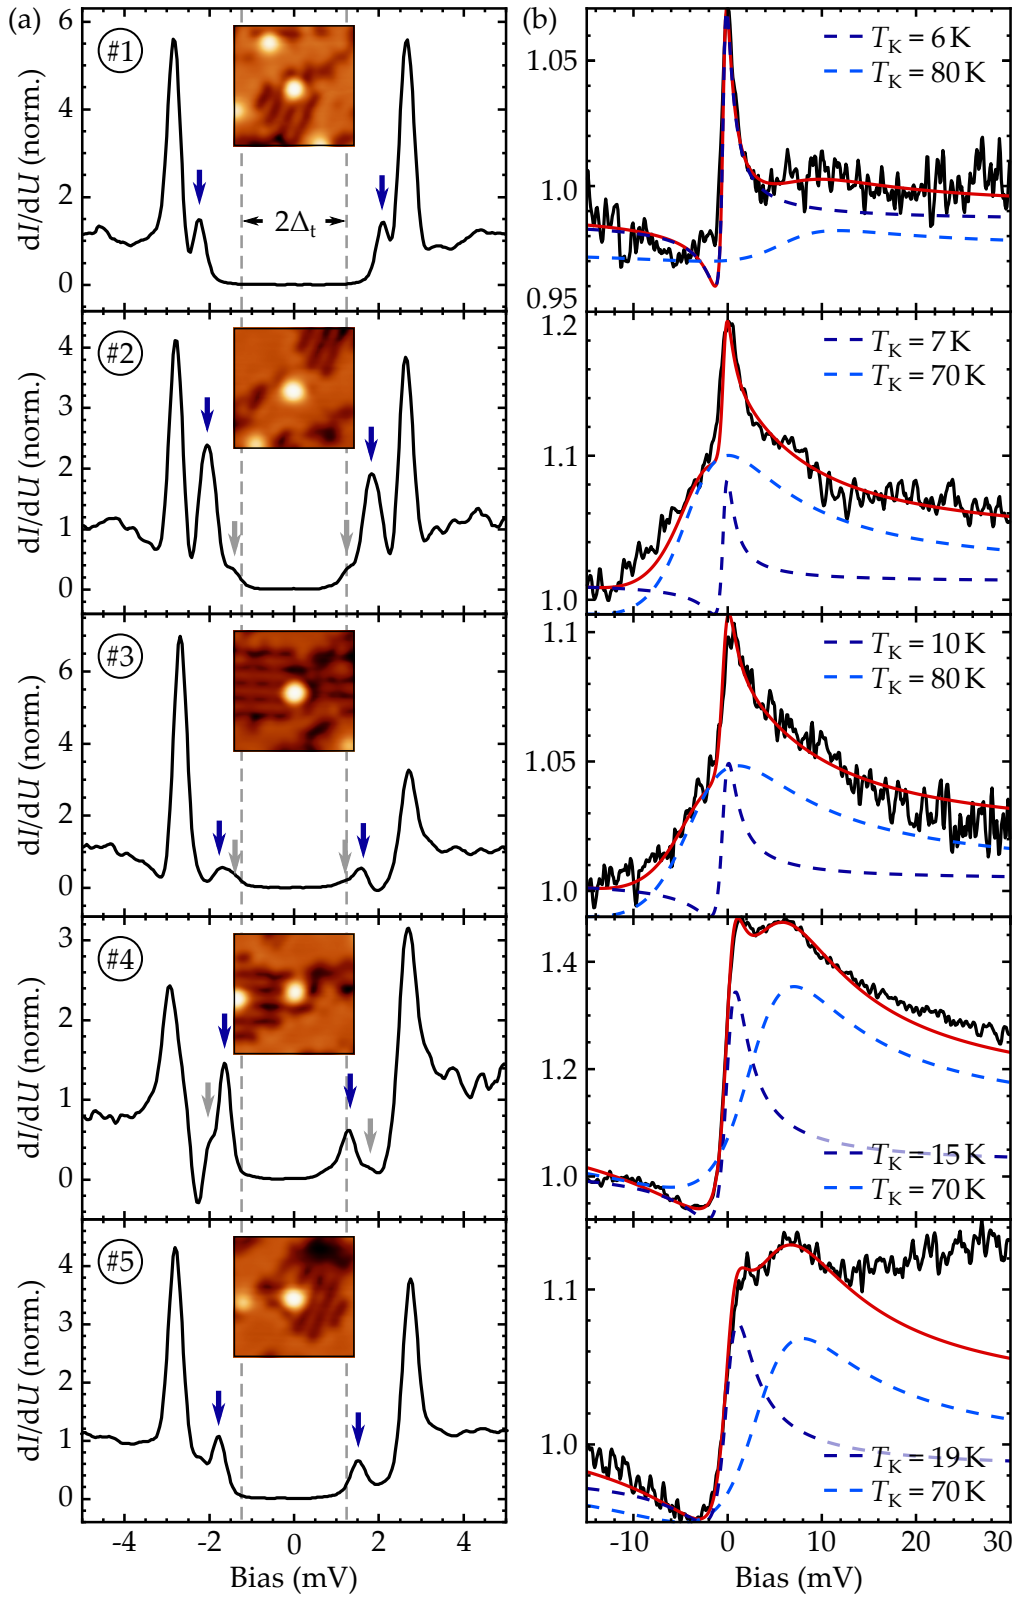 (a)
(b)
#1
dI/dU (norm.)
6
4
2
0
2Δt
TK = 6 K
TK = 80 K
1.05
1.0
0.95
#2
dI/dU (norm.)
4
3
2
1
0
TK = 7 K
TK = 70 K
1.2
1.1
1.0
#3
dI/dU (norm.)
6
4
2
0
TK = 10 K
TK = 80 K
1.1
1.05
1.0
#4
dI/dU (norm.)
3
2
1
0
1.4
1.2
1.0
TK = 15 K
TK = 70 K
#5
dI/dU (norm.)
4
3
2
1
0
1.1
1.0
TK = 19 K
TK = 70 K
-4 -2 0 2 4
Bias (mV)
-10 0 10 20 30
Bias (mV)